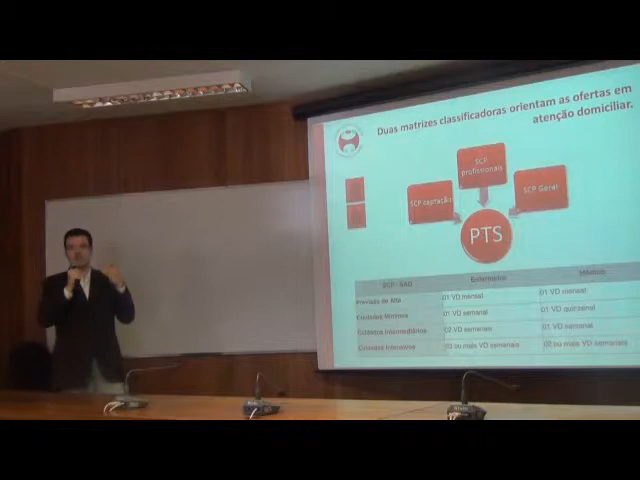 Duas matrizes classificadoras orientam as ofertas em
atenção domiciliar.
SCP
profissionais
SCP captação
SCP Geral
PTS
SCP - SAD Enfermeiro Médico
Previsão de Alta 01 VD mensal 01 VD mensal
Cuidados Mínimos 01 VD semanal 01 VD quinzenal
Cuidados Intermediários 02 VD semanais 01 VD semanal
Cuidados Intensivos 03 ou mais VD semanais 02 ou mais VD semanais